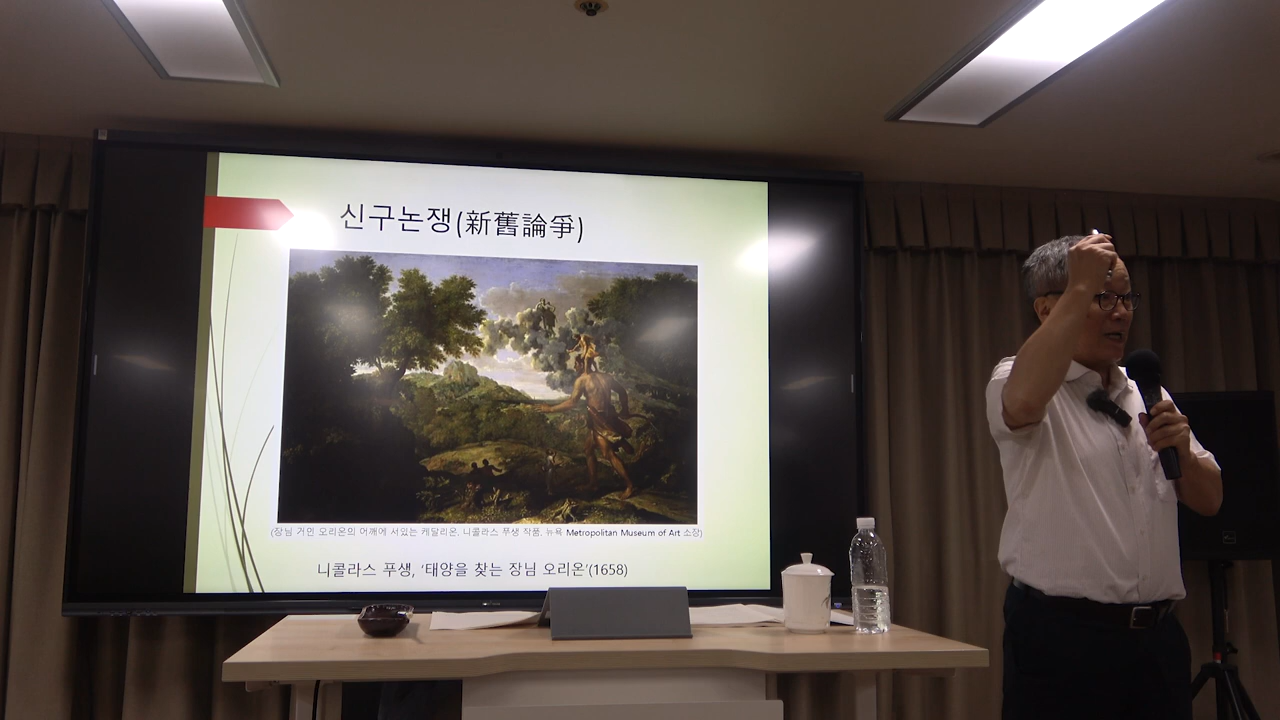 신구논쟁(新舊論爭)
(장님 거인 오리온의 어깨에 서있는 케달리온, 니콜라스 푸생 작품, 뉴욕 Metropolitan Museum of Art 소장)
니콜라스 푸생, ‘태양을 찾는 장님 오리온’(1658)